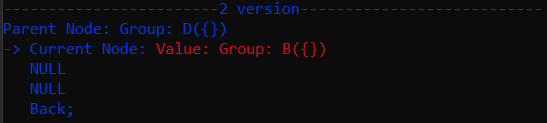 ------------------------2 version---------------------------
Parent Node: Group: D({})
-> Current Node: Value: Group: B({})
NULL
NULL
Back;